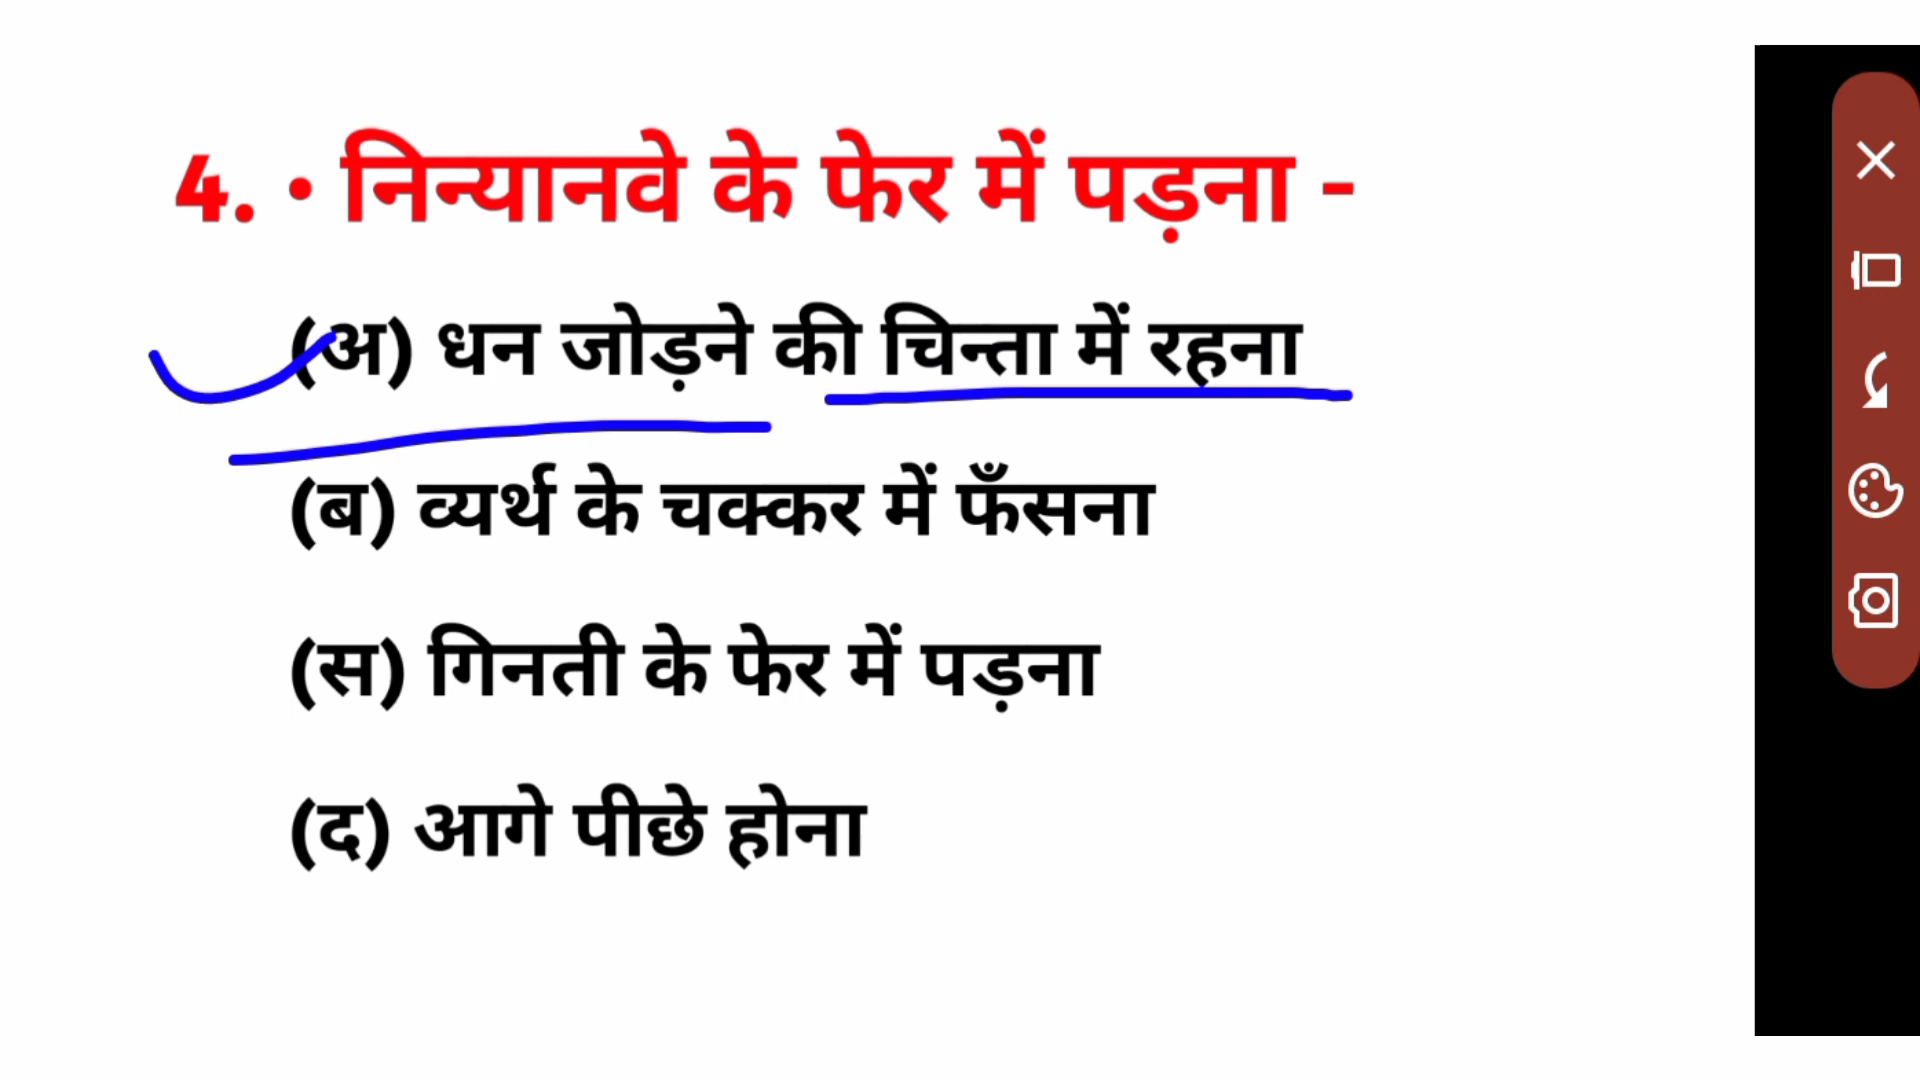 4. • निन्यानवे के फेर में पड़ना -
(अ) धन जोड़ने की चिन्ता में रहना
(ब) व्यर्थ के चक्कर में फँसना
(स) गिनती के फेर में पड़ना
(द) आगे पीछे होना